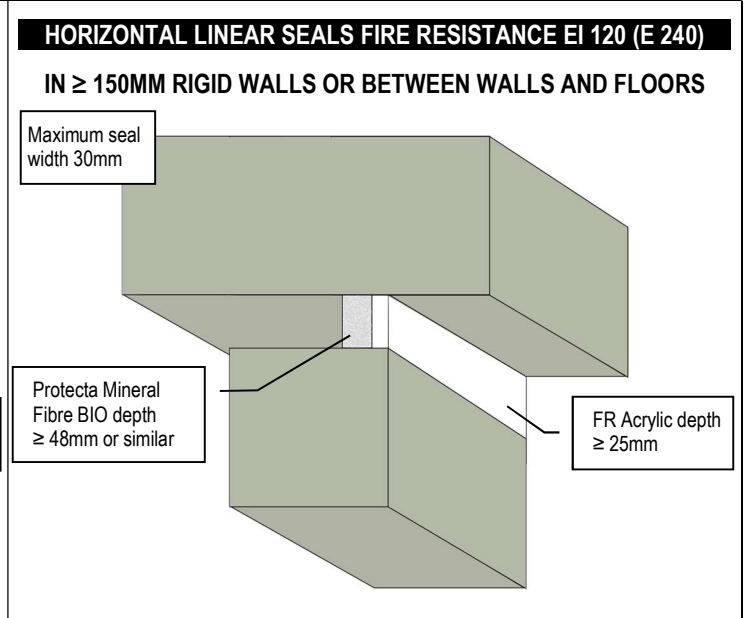 HORIZONTAL LINEAR SEALS FIRE RESISTANCE EI 120 (E 240)
IN ≥ 150MM RIGID WALLS OR BETWEEN WALLS AND FLOORS
Maximum seal
width 30mm
Protecta Mineral
Fibre BIO depth
≥ 48mm or similar
FR Acrylic depth
≥ 25mm